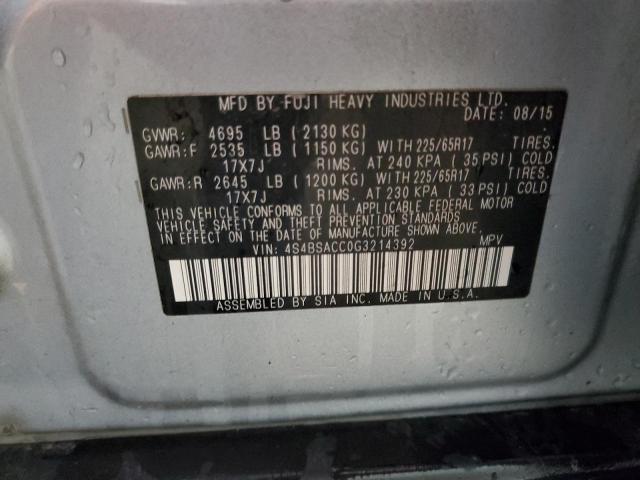 MFD BY FUJI HEAVY INDUSTRIES LTD.
DATE: 08/15
GVWR: 4695 LB (2130 KG)
GAWR:F 2535 LB (1150 KG) WITH 225/65R17 TIRES.
17X7J RIMS. AT 240 KPA (35 PSI) COLD
GAWR:R 2645 LB (1200 KG) WITH 225/65R17 TIRES.
17X7J RIMS. AT 230 KPA (33 PSI) COLD
THIS VEHICLE CONFORMS TO ALL APPLICABLE FEDERAL MOTOR
VEHICLE SAFETY, BUMPER, AND THEFT PREVENTION STANDARDS
IN EFFECT ON THE DATE OF MANUFACTURE SHOWN ABOVE.
VIN: 4S4BSACC0G3214392 MPV
ASSEMBLED BY SIA INC. MADE IN U.S.A.